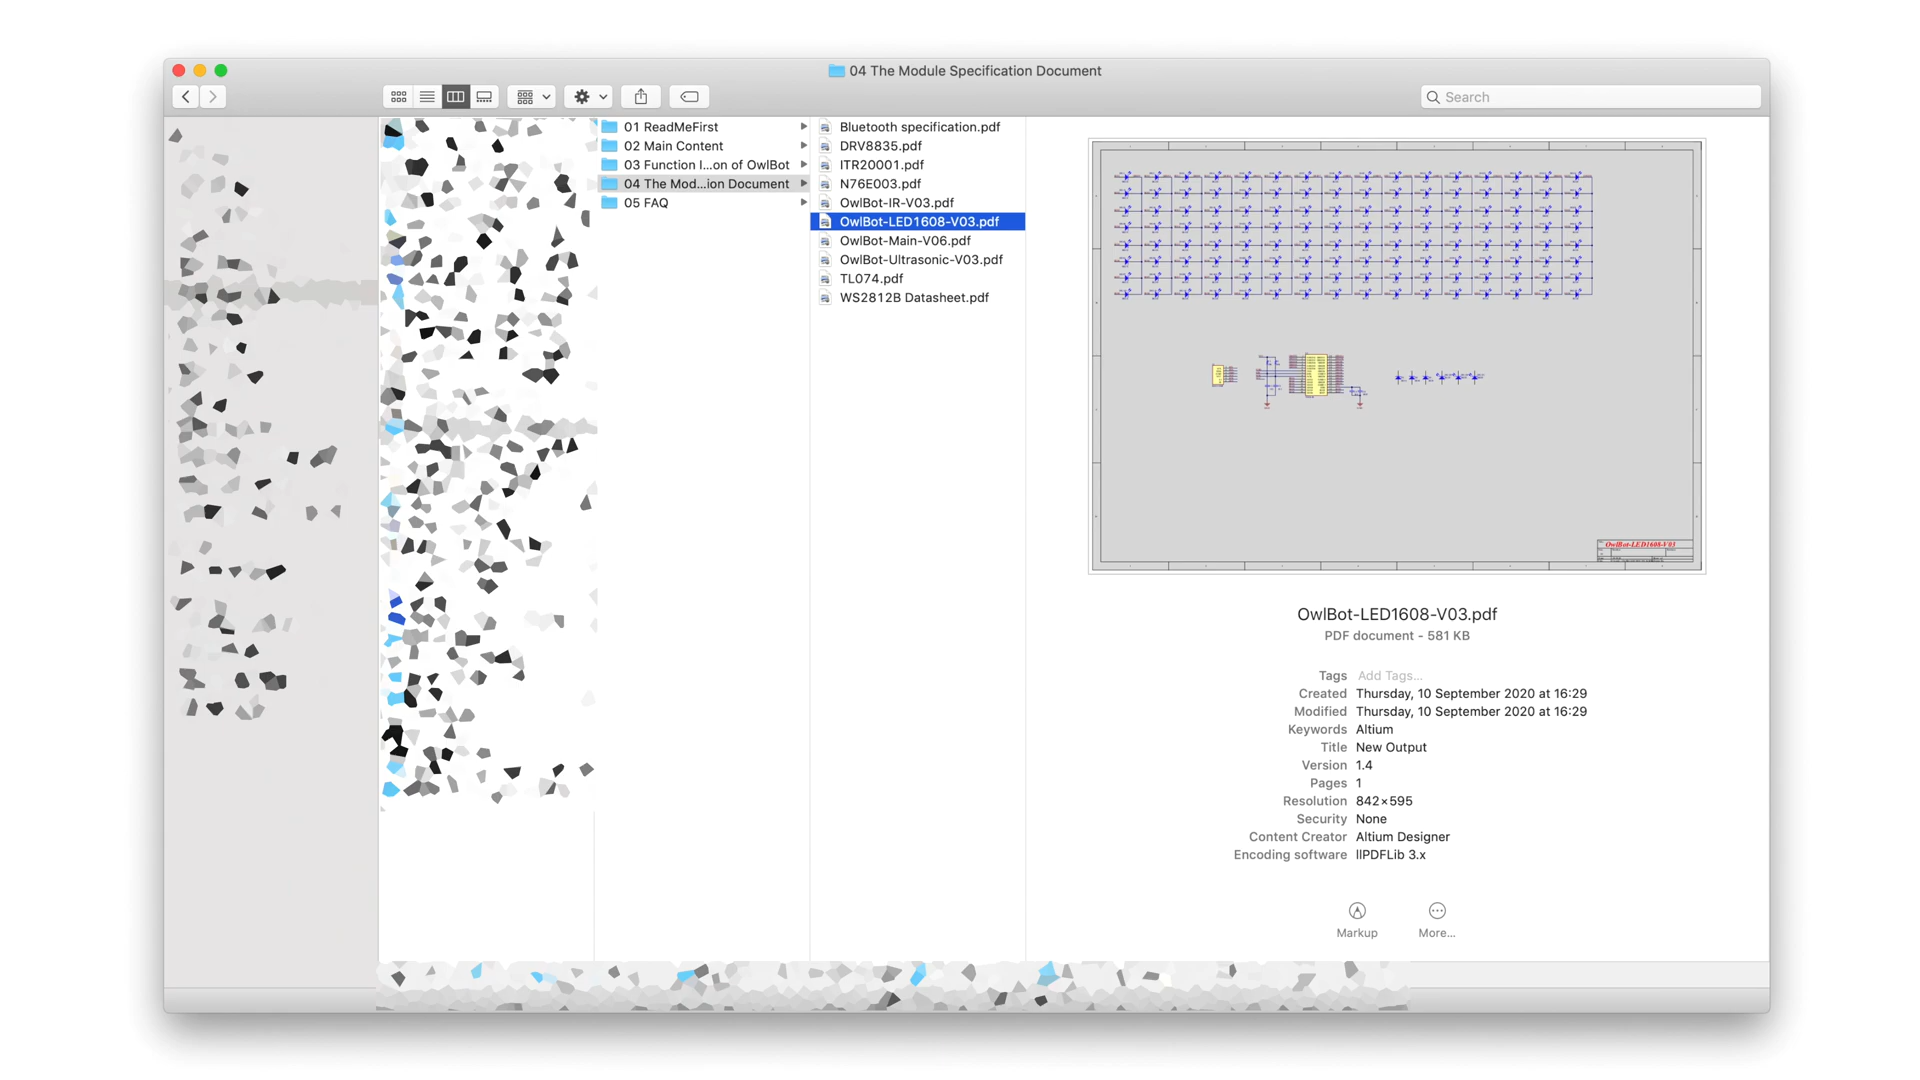 04 The Module Specification Document
Search
01 ReadMeFirst
02 Main Content
03 Function I...on of OwlBot
04 The Mod...ion Document
05 FAQ
Bluetooth specification.pdf
DRV8835.pdf
ITR20001.pdf
N76E003.pdf
OwlBot-IR-V03.pdf
OwlBot-LED1608-V03.pdf
OwlBot-Main-V06.pdf
OwlBot-Ultrasonic-V03.pdf
TL074.pdf
WS2812B Datasheet.pdf
OwlBot-LED1608-V03
OwlBot-LED1608-V03.pdf
PDF document - 581 KB
Tags Add Tags...
Created Thursday, 10 September 2020 at 16:29
Modified Thursday, 10 September 2020 at 16:29
Keywords Altium
Title New Output
Version 1.4
Pages 1
Resolution 842×595
Security None
Content Creator Altium Designer
Encoding software llPDFLib 3.x
Markup
More...